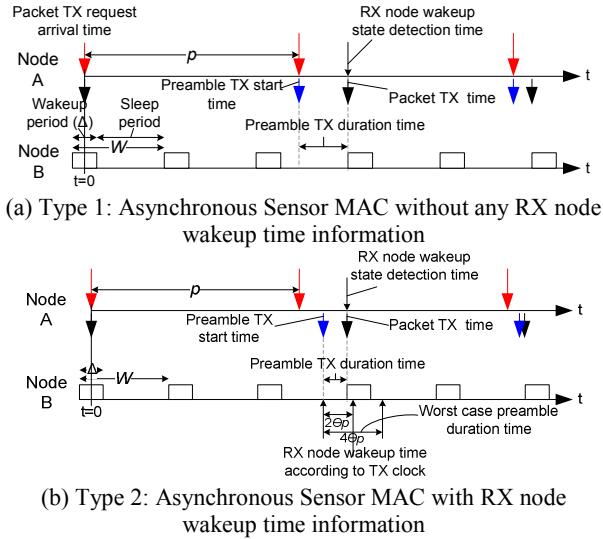 Packet TX request
arrival time
RX node wakeup
state detection time
Node
A
p
t
Preamble TX start
time
Packet TX time
Wakeup
period (Δ)
Sleep
period
Preamble TX duration time
W
Node
B
t
t=0
(a) Type 1: Asynchronous Sensor MAC without any RX node
wakeup time information
RX node wakeup
state detection time
Node
A
p
t
Preamble TX
start time
Packet TX time
Preamble TX duration time
Δ
W
Node
B
t
t=0
2Θp
4Θp
Worst case preamble
duration time
RX node wakeup time
according to TX clock
(b) Type 2: Asynchronous Sensor MAC with RX node
wakeup time information